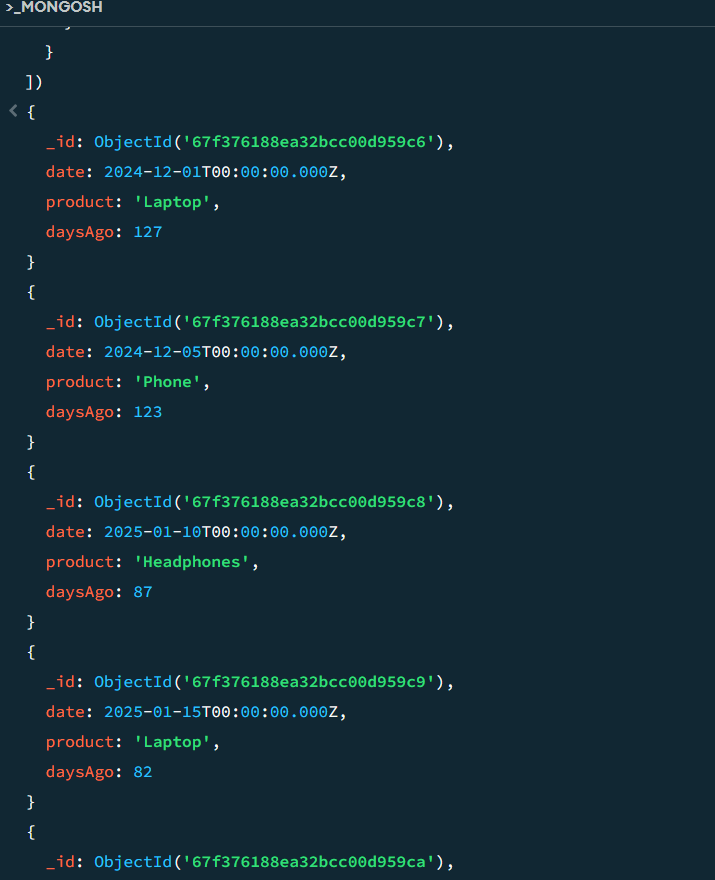 >_MONGOSH
}
])
{
_id: ObjectId('67f376188ea32bcc00d959c6'),
date: 2024-12-01T00:00:00.000Z,
product: 'Laptop',
daysAgo: 127
}
{
_id: ObjectId('67f376188ea32bcc00d959c7'),
date: 2024-12-05T00:00:00.000Z,
product: 'Phone',
daysAgo: 123
}
{
_id: ObjectId('67f376188ea32bcc00d959c8'),
date: 2025-01-10T00:00:00.000Z,
product: 'Headphones',
daysAgo: 87
}
{
_id: ObjectId('67f376188ea32bcc00d959c9'),
date: 2025-01-15T00:00:00.000Z,
product: 'Laptop',
daysAgo: 82
}
{
_id: ObjectId('67f376188ea32bcc00d959ca'),